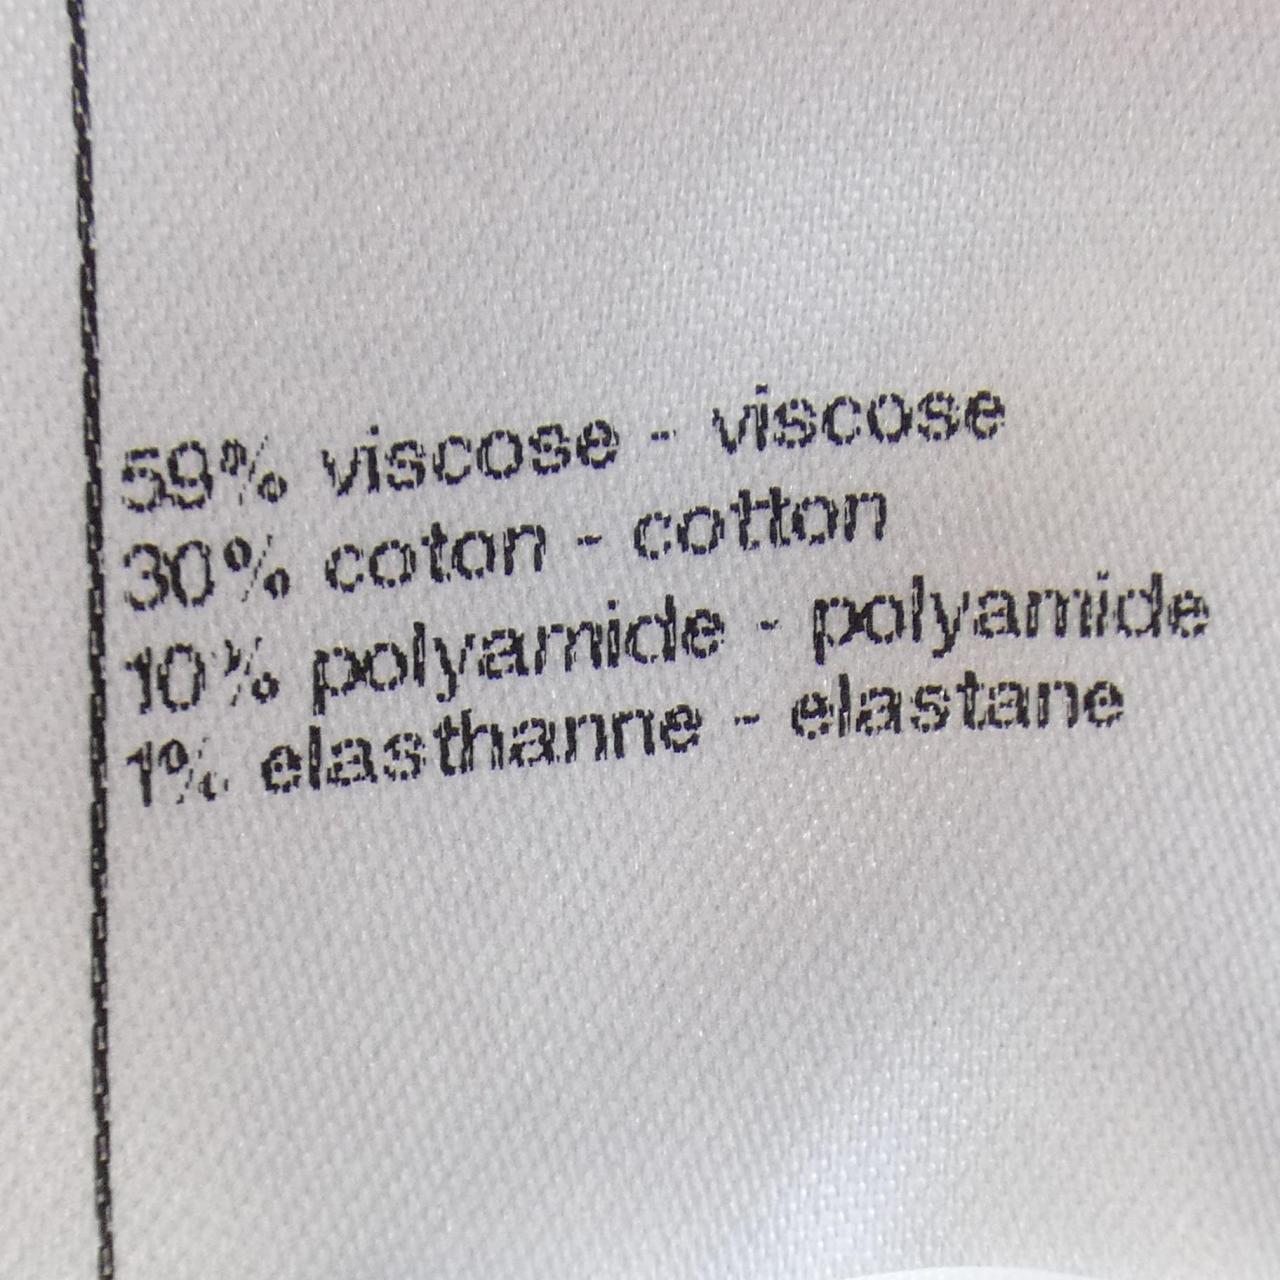 59% viscose - viscose
30% coton - cotton
10% polyamide - polyamide
1% elasthanne - elastane